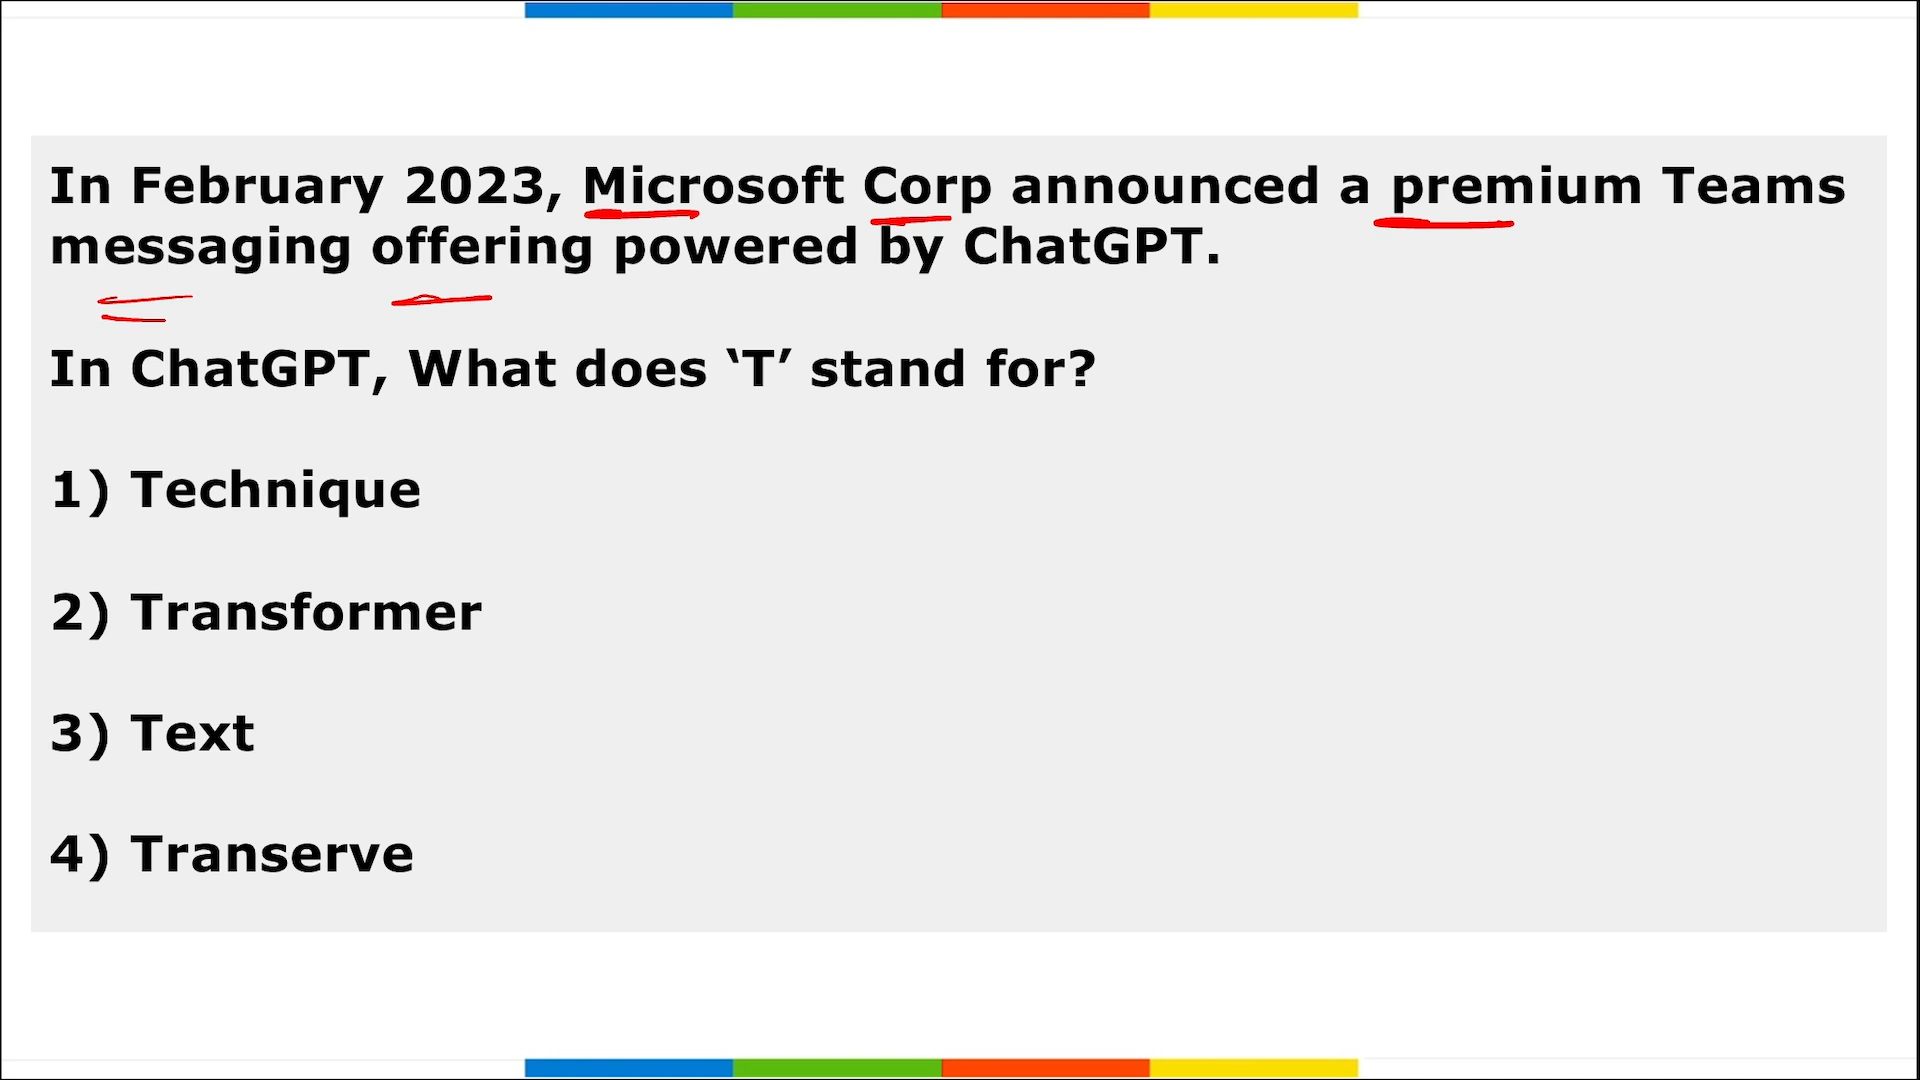 In February 2023, Microsoft Corp announced a premium Teams
messaging offering powered by ChatGPT.
In ChatGPT, What does ‘T’ stand for?
1) Technique
2) Transformer
3) Text
4) Transerve